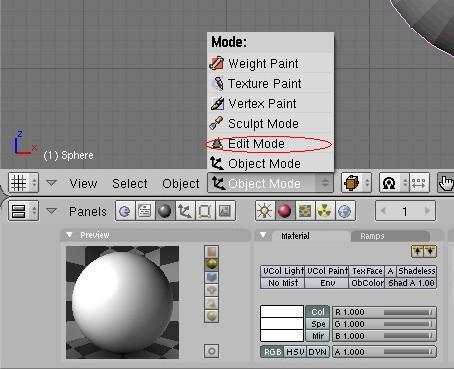 Mode:
Weight Paint
Texture Paint
Vertex Paint
Sculpt Mode
Edit Mode
Object Mode
z
x
(1) Sphere
View Select Object Object Mode
Panels 1
Preview
Material Ramps
VCol Light VCol Paint TexFace A Shadeless
No Mist Env ObColor Shad A 1.00
Col R 1.000
Spe G 1.000
Mir B 1.000
RGB HSV DYN A 1.000